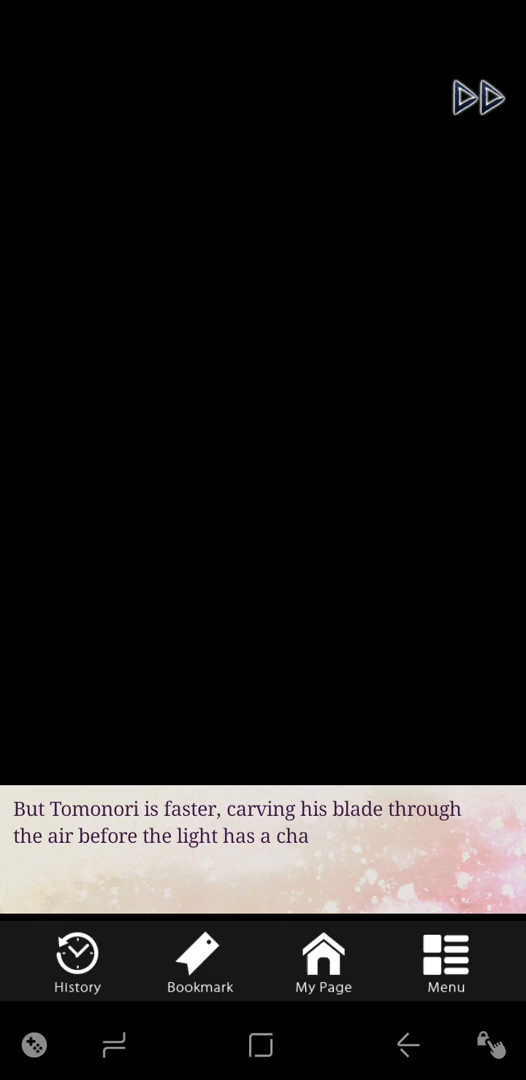 But Tomonori is faster, carving his blade through
the air before the light has a cha
History
Bookmark
My Page
Menu